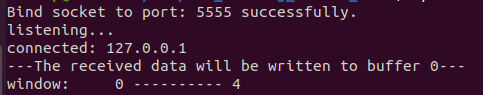 Bind socket to port: 5555 successfully.
listening...
connected: 127.0.0.1
---The received data will be written to buffer 0---
window:     0 ---------- 4